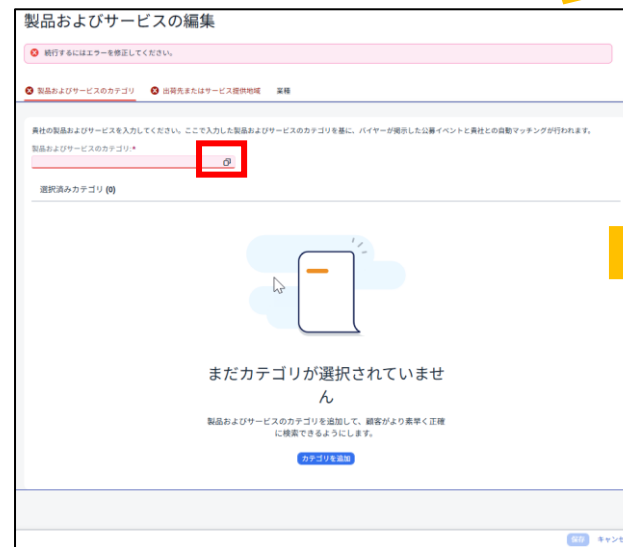 製品およびサービスの編集
続行するにはエラーを修正してください。
製品およびサービスのカテゴリ 出荷先またはサービス提供地域 業種
貴社の製品およびサービスを入力してください。ここで入力した製品およびサービスのカテゴリを基に、バイヤーが掲示した公募イベントと貴社との自動マッチングが行われます。
製品およびサービスのカテゴリ:*
選択済みカテゴリ (0)
まだカテゴリが選択されていませ
ん
製品およびサービスのカテゴリを追加して、顧客がより素早く正確
に検索できるようにします。
カテゴリを追加
保存 キャンセ